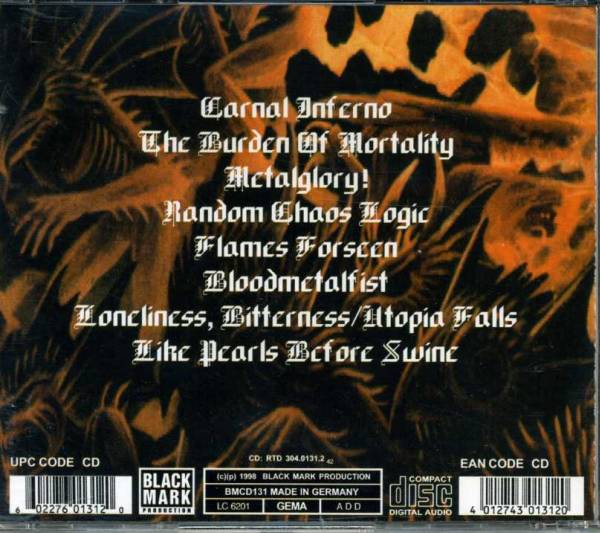 Carnal Inferno
The Burden Of Mortality
Metalglory!
Random Chaos Logic
Flames Forseen
Bloodmetalfist
Loneliness, Bitterness/Utopia Falls
Like Pearls Before Swine
CD: RTD 304.0131.2 42
UPC CODE CD
6 02276 01312 0
BLACK
MARK
PRODUCTION
(c)(p) 1998 BLACK MARK PRODUCTION
BMCD131 MADE IN GERMANY
LC 6201 GEMA A D D
COMPACT
disc
DIGITAL AUDIO
EAN CODE CD
4 012743 013120